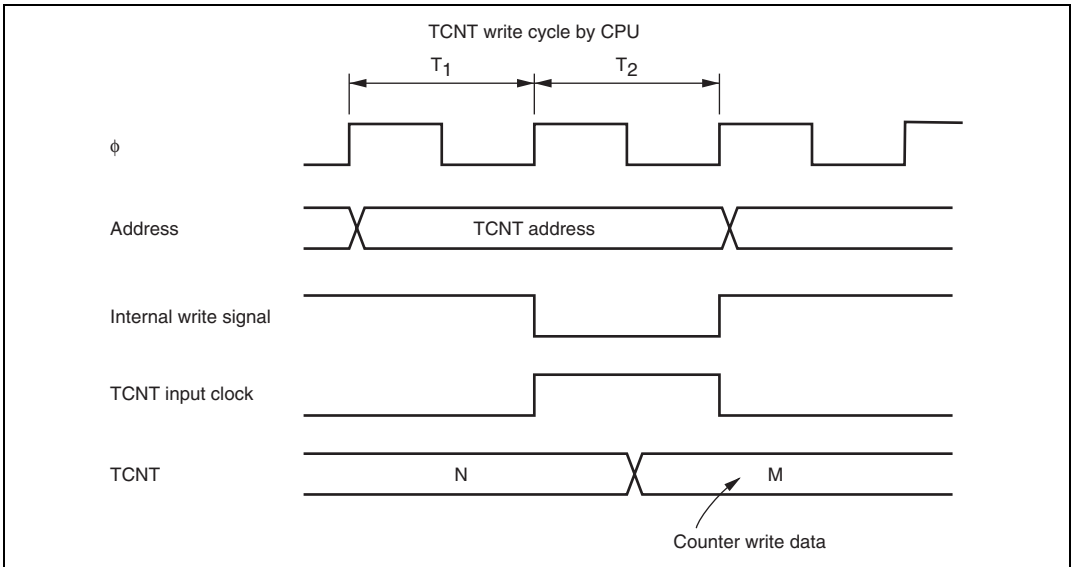 TCNT write cycle by CPU
T1 T2
ϕ
Address TCNT address
Internal write signal
TCNT input clock
TCNT N M
Counter write data